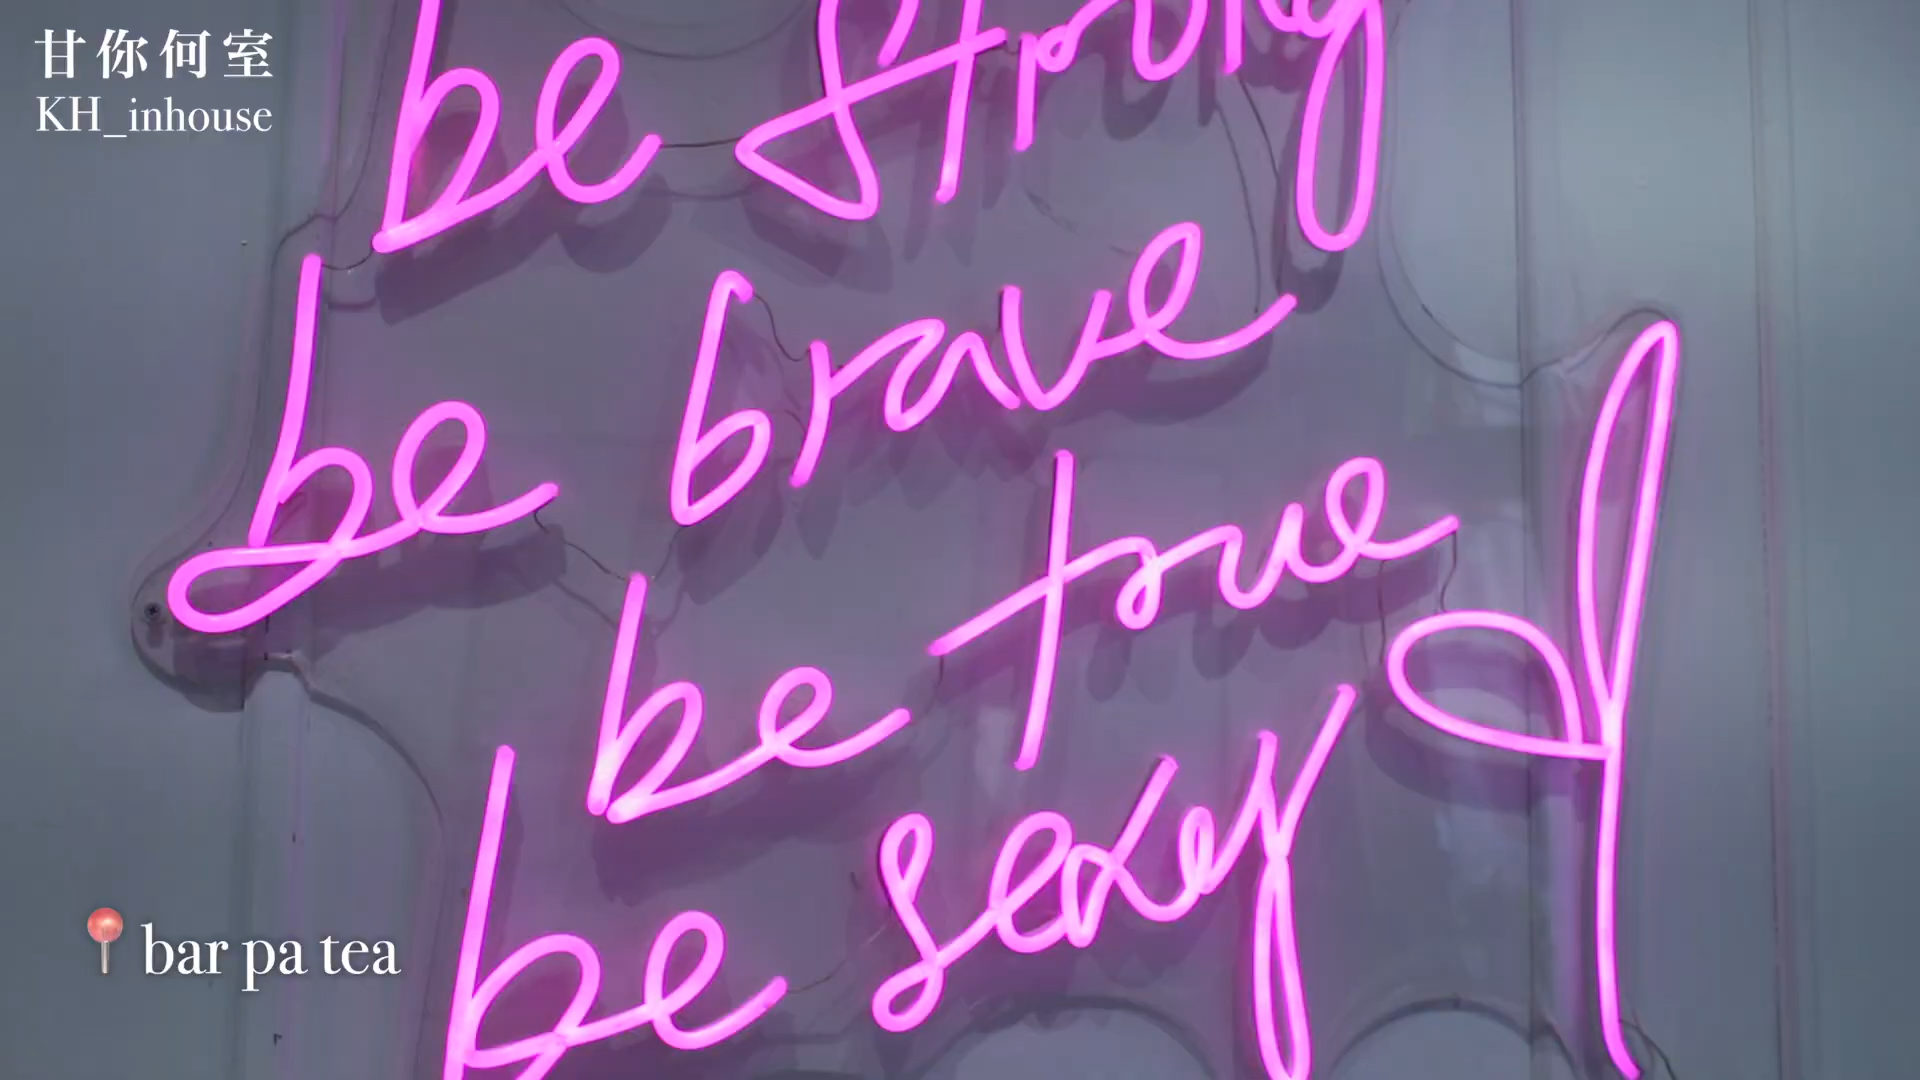 甘你何室
KH_inhouse
be strong
be brave
be true
be sexy
bar pa tea